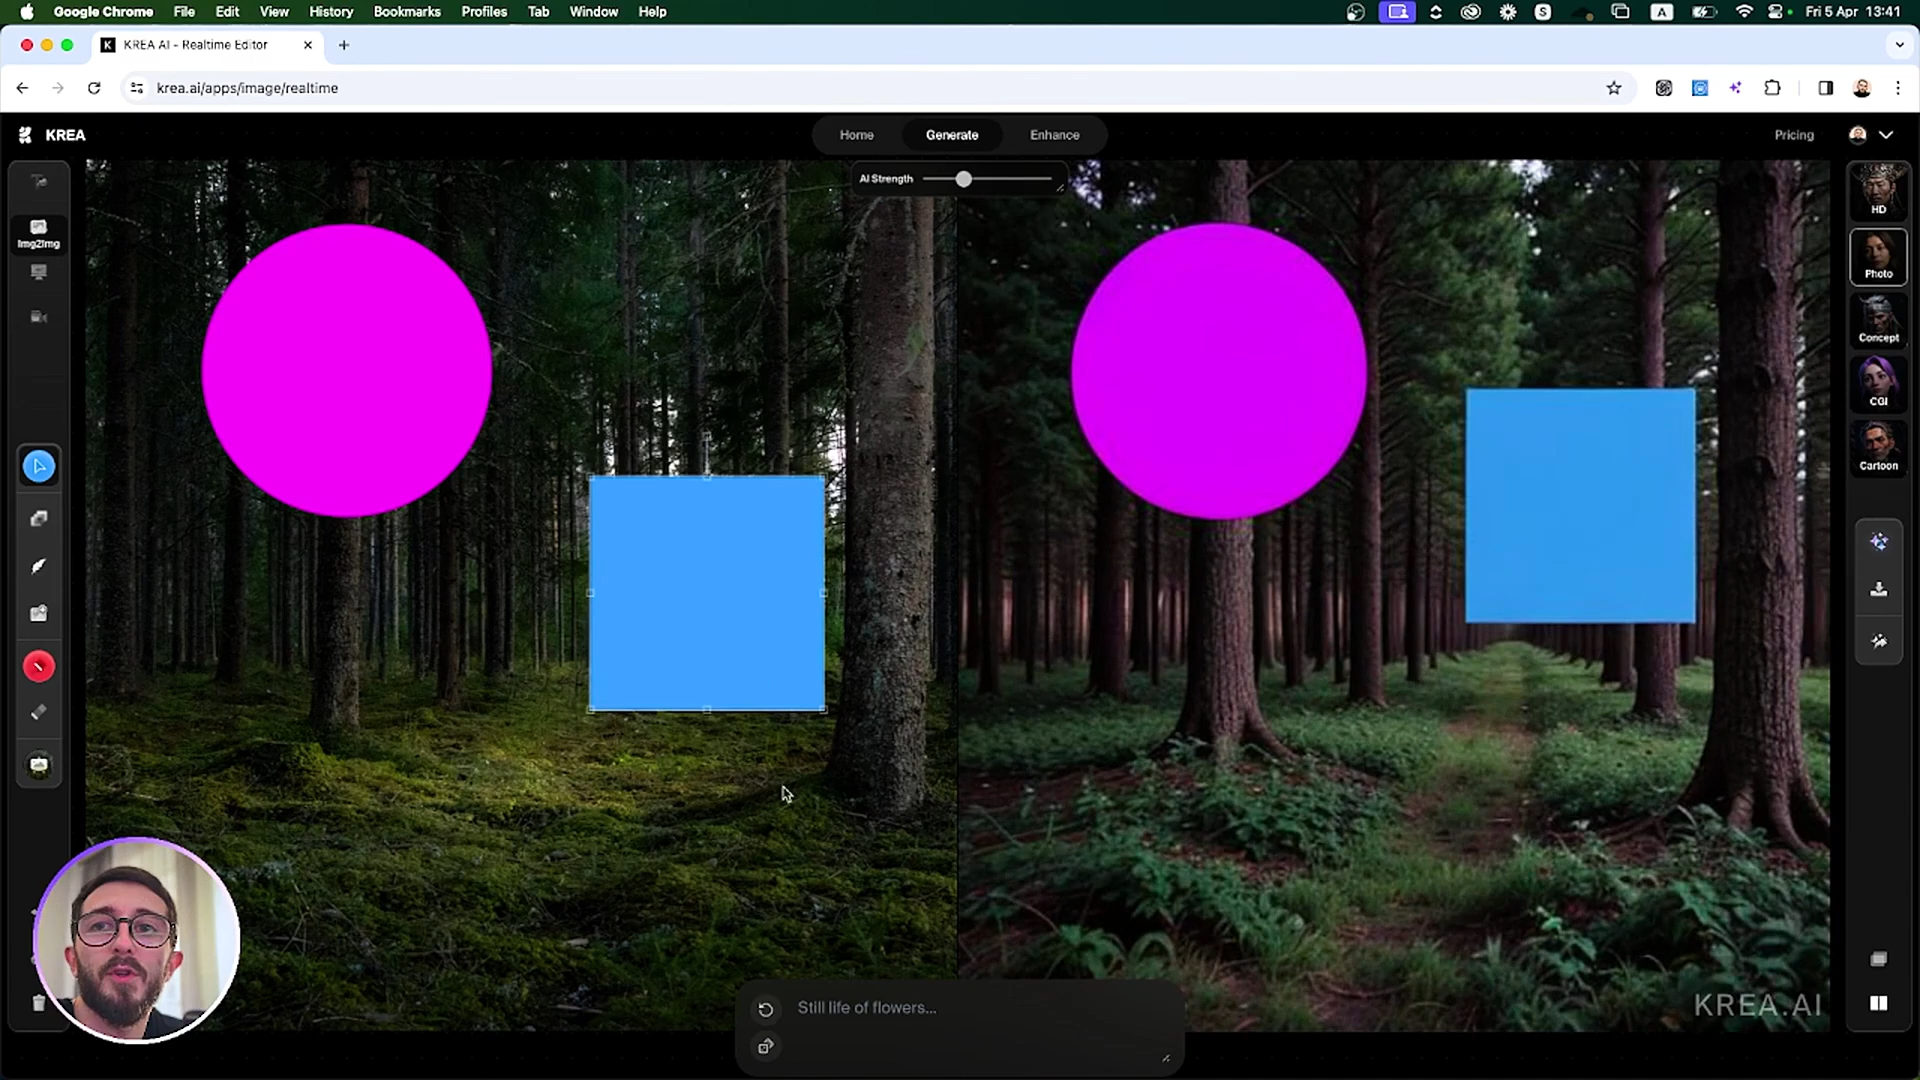 Google Chrome File Edit View History Bookmarks Profiles Tab Window Help
S A Fri 5 Apr 13:41
K KREA AI - Realtime Editor
krea.ai/apps/image/realtime
KREA Home Generate Enhance Pricing
AI Strength
Img2Img
HD
Photo
Concept
CGI
Cartoon
Still life of flowers...
KREA.AI